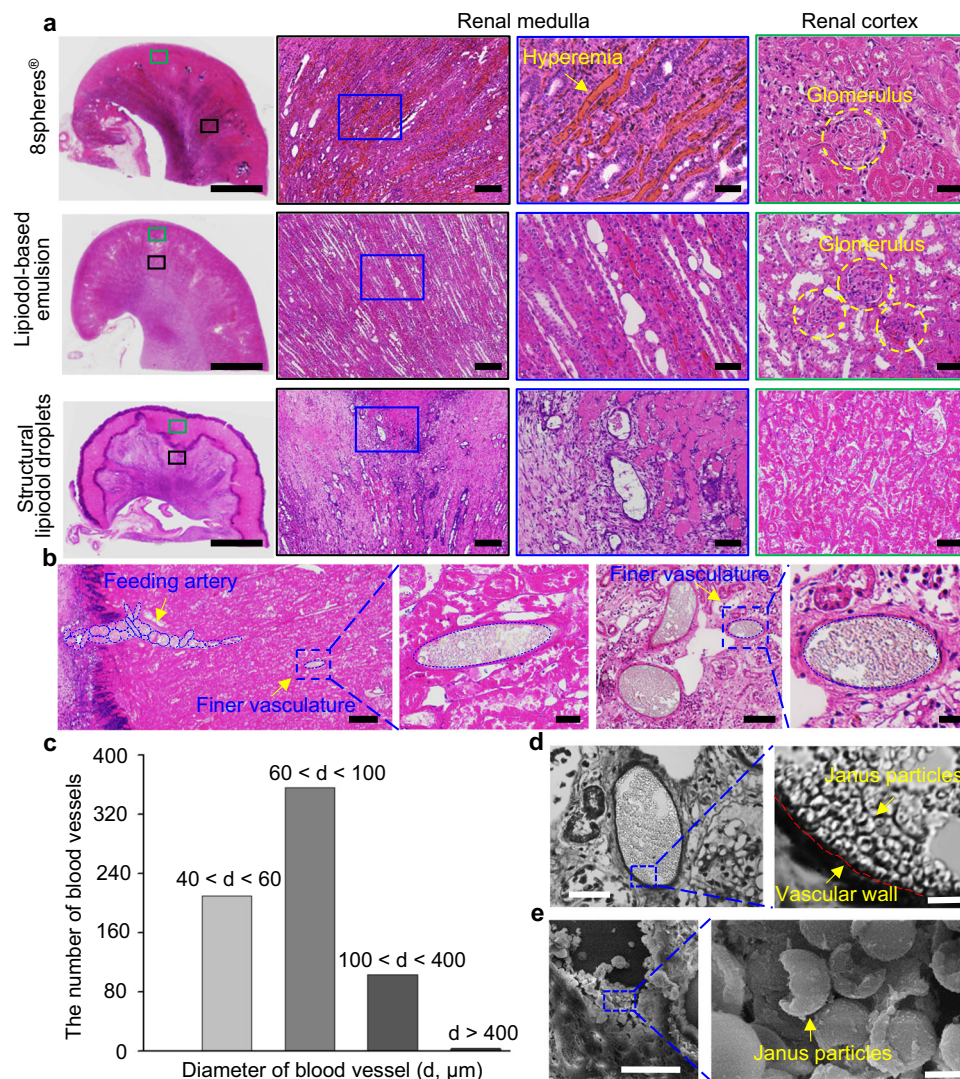 a
Renal medulla
Renal cortex
8spheres®
Hyperemia
Glomerulus
Lipiodol-based
emulsion
Glomerulus
Structural
lipiodol droplets
b
Feeding artery
Finer vasculature
Finer vasculature
c
The number of blood vessels
400
320
240
160
80
0
40 < d < 60
60 < d < 100
100 < d < 400
d > 400
Diameter of blood vessel (d, μm)
d
Janus particles
Vascular wall
e
Janus particles